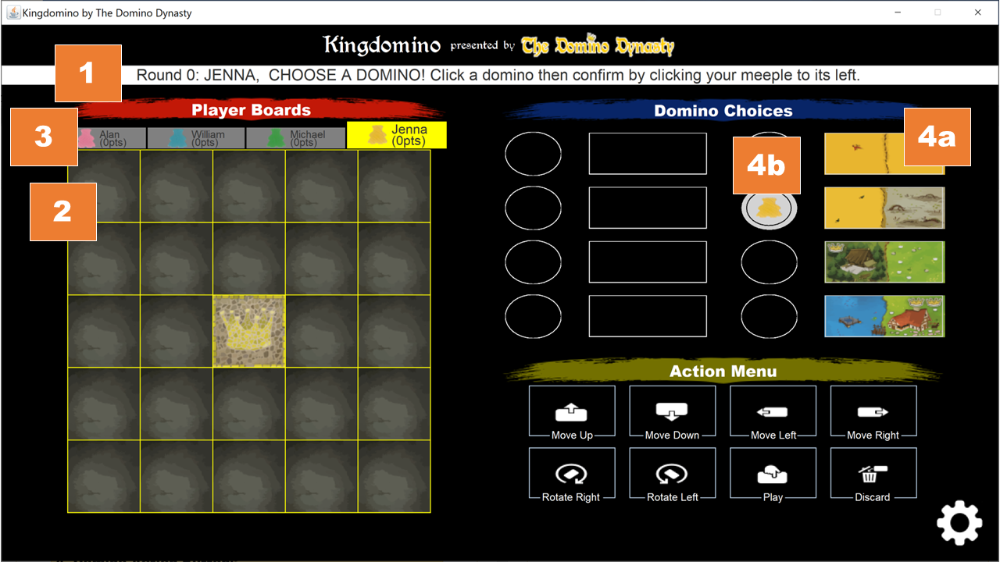 Kingdomino by The Domino Dynasty
Kingdomino presented by The Domino Dynasty
1
Round 0: JENNA, CHOOSE A DOMINO! Click a domino then confirm by clicking your meeple to its left.
Player Boards
Domino Choices
3
Alan
(0pts)
William
(0pts)
Michael
(0pts)
Jenna
(0pts)
4a
4b
2
Action Menu
Move Up
Move Down
Move Left
Move Right
Rotate Right
Rotate Left
Play
Discard